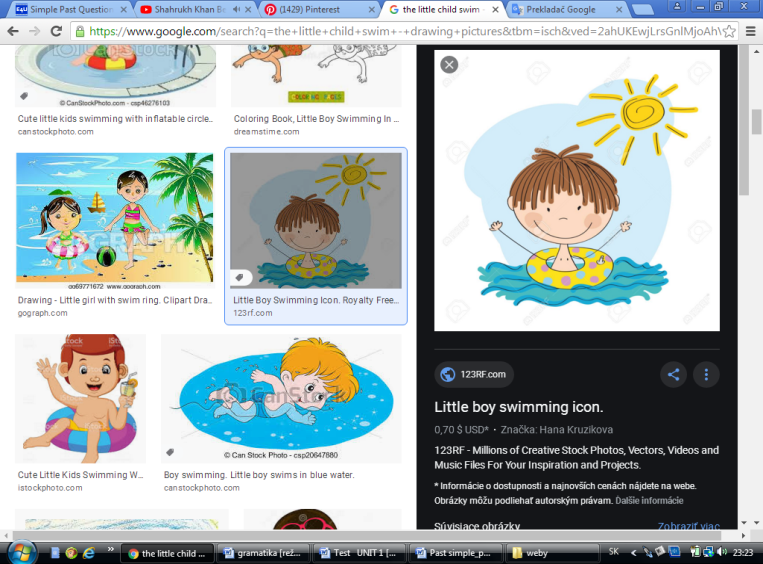 Simple Past Question
Shahrukh Khan Be
(1429) Pinterest
the little child swim -
Prekladač Google
https://www.google.com/search?q=the+little+child+swim+-+drawing+pictures&tbm=isch&ved=2ahUKEwjLrsGnlMjoAhV
© CanStockPhoto.com - csp46276103
Cute little kids swimming with inflatable circle..
canstockphoto.com
COLORING PAGES
Coloring Book, Little Boy Swimming In ...
dreamstime.com
gg69771672 www.gograph.com
Drawing - Little girl with swim ring. Clipart Dra...
gograph.com
Little Boy Swimming Icon. Royalty Free...
123rf.com
iStock
Cute Little Kids Swimming W...
istockphoto.com
CanStock
© Can Stock Photo - csp20647880
Boy swimming. Little boy swims in blue water.
canstockphoto.com
123RF.com
Little boy swimming icon.
0,70 $ USD* • Značka: Hana Kruzikova
123RF - Millions of Creative Stock Photos, Vectors, Videos and
Music Files For Your Inspiration and Projects.
* Informácie o dostupnosti a najnovších cenách nájdete na webe.
Obrázky môžu podliehať autorským právam. Ďalšie informácie
Súvisiace obrázky
Zobraziť viac
the little child ...
gramatika [rež...
Test UNIT 1 [...
Past simple_p...
weby
SK
23:23